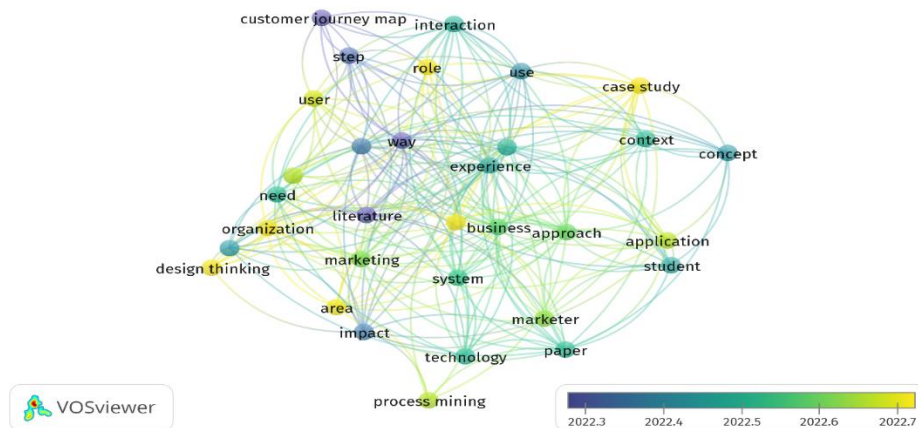 customer journey map
interaction
step
role
use
case study
user
way
context
concept
experience
need
literature
organization
business
approach
application
design thinking
marketing
system
student
area
impact
marketer
technology
paper
process mining
VOSviewer
2022.3 2022.4 2022.5 2022.6 2022.7